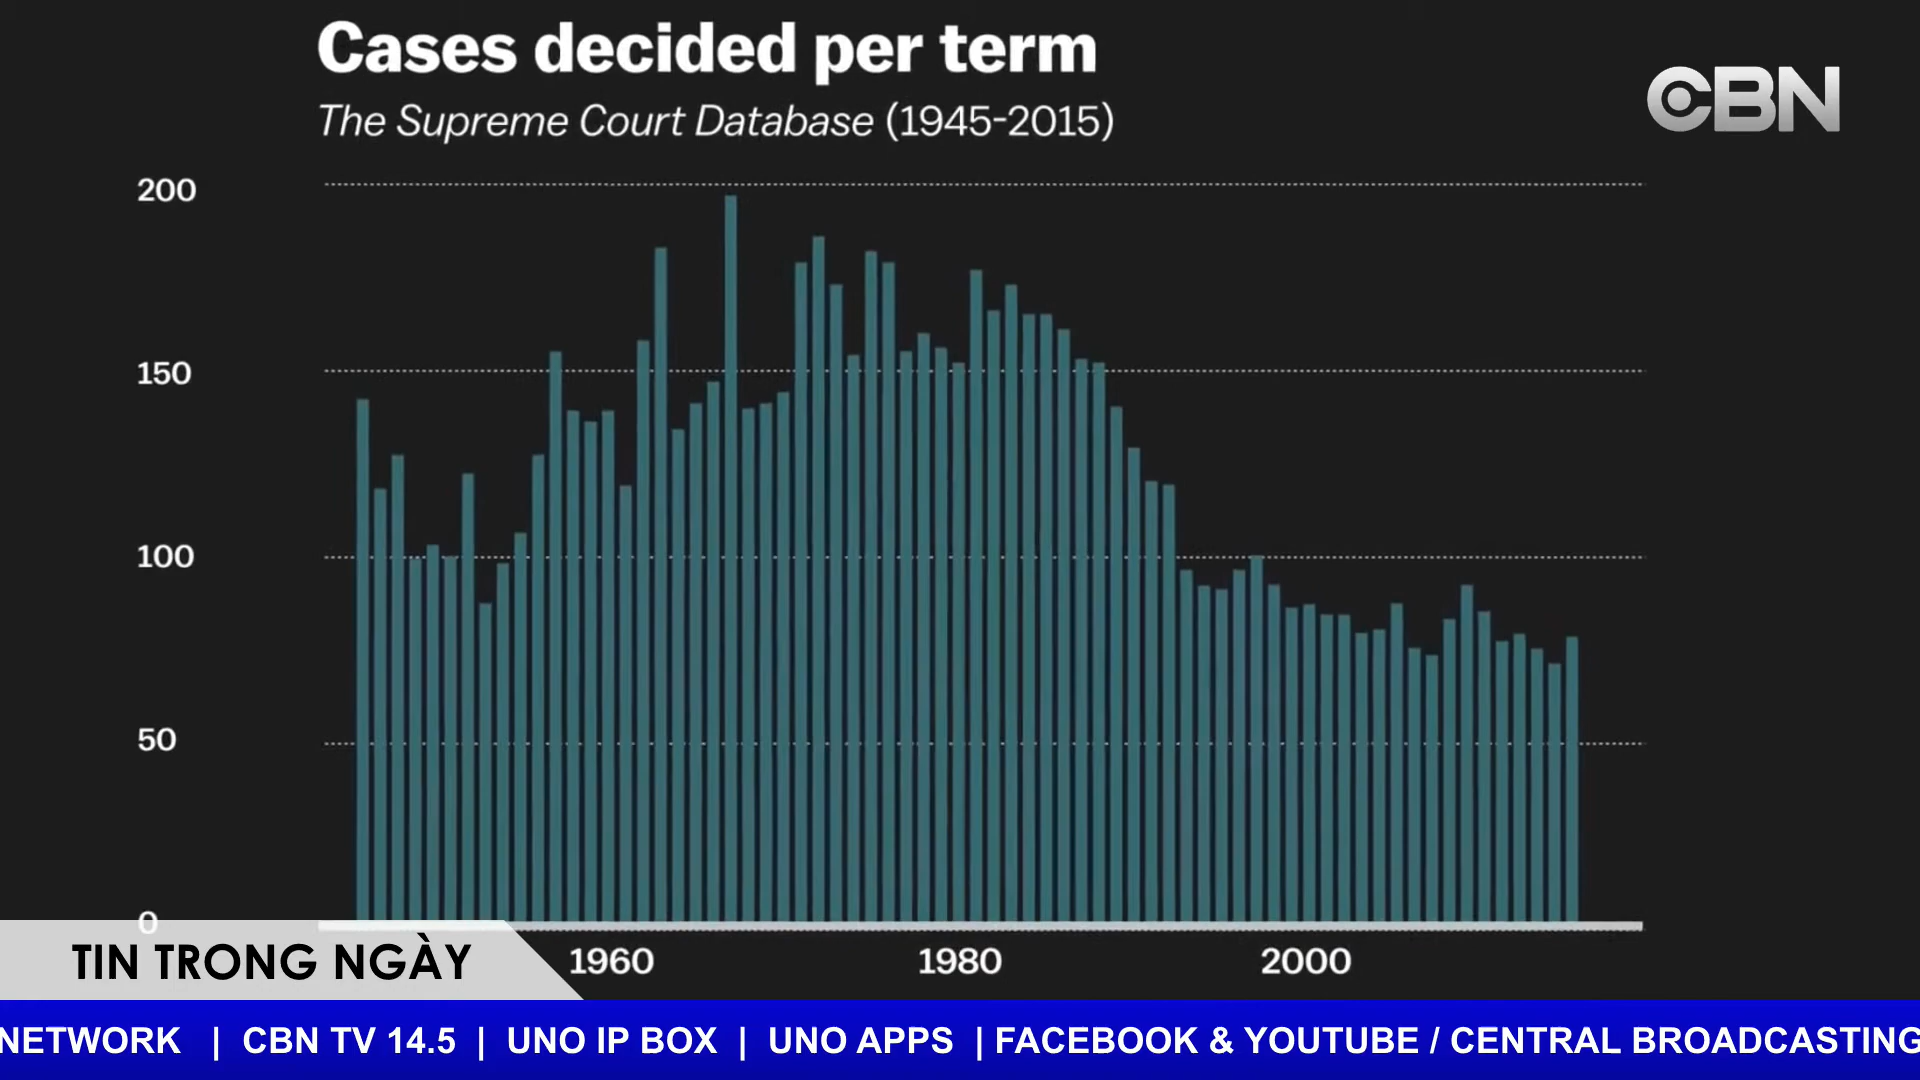 Cases decided per term
The Supreme Court Database (1945-2015)
CBN
200
150
100
50
0
1960 1980 2000
TIN TRONG NGÀY
NETWORK | CBN TV 14.5 | UNO IP BOX | UNO APPS | FACEBOOK & YOUTUBE / CENTRAL BROADCASTING